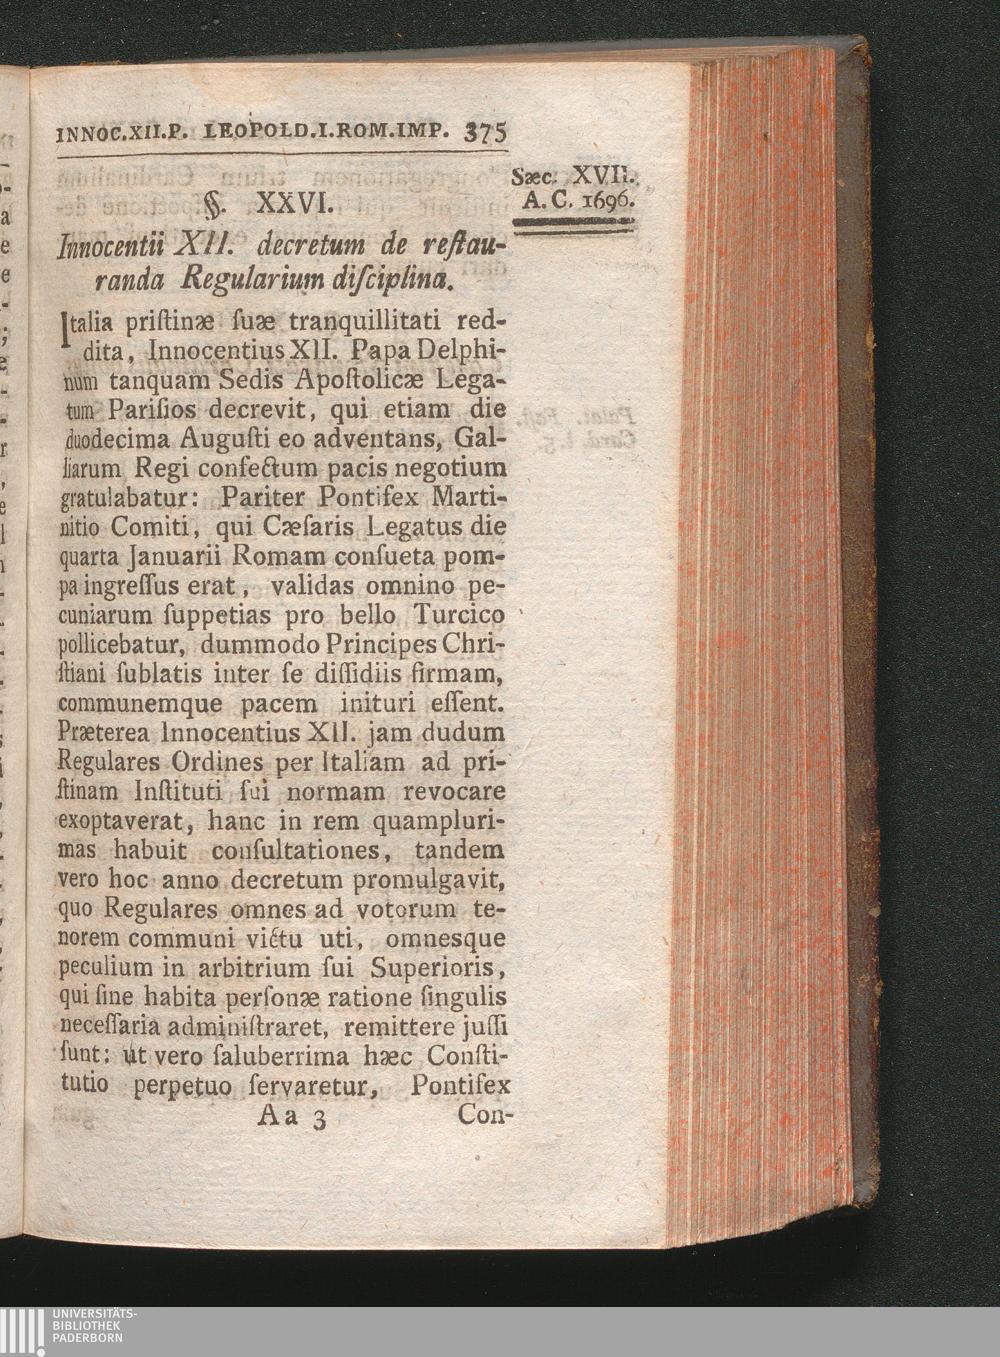 INNOC.XII.P. LEOPOLD.I.ROM.IMP. 375
Sæc. XVII.
A. C. 1696.
§. XXVI.
Innocentii XII. decretum de reſtau-
randa Regularium diſciplina.
Italia priſtinæ ſuæ tranquillitati red-
dita, Innocentius XII. Papa Delphi-
num tanquam Sedis Apoſtolicæ Lega-
tum Pariſios decrevit, qui etiam die
duodecima Auguſti eo adventans, Gal-
liarum Regi confectum pacis negotium
gratulabatur: Pariter Pontifex Marti-
nitio Comiti, qui Cæſaris Legatus die
quarta Januarii Romam conſueta pom-
pa ingreſſus erat, validas omnino pe-
cuniarum ſuppetias pro bello Turcico
pollicebatur, dummodo Principes Chri-
ſtiani ſublatis inter ſe diſſidiis firmam,
communemque pacem inituri eſſent.
Præterea Innocentius XII. jam dudum
Regulares Ordines per Italiam ad pri-
ſtinam Inſtituti ſui normam revocare
exoptaverat, hanc in rem quampluri-
mas habuit conſultationes, tandem
vero hoc anno decretum promulgavit,
quo Regulares omnes ad votorum te-
norem communi victu uti, omnesque
peculium in arbitrium ſui Superioris,
qui ſine habita perſonæ ratione ſingulis
neceſſaria adminiſtraret, remittere juſſi
ſunt: ut vero ſaluberrima hæc Conſti-
tutio perpetuo ſervaretur, Pontifex
Aa 3 Con-
UNIVERSITÄTS-
BIBLIOTHEK
PADERBORN